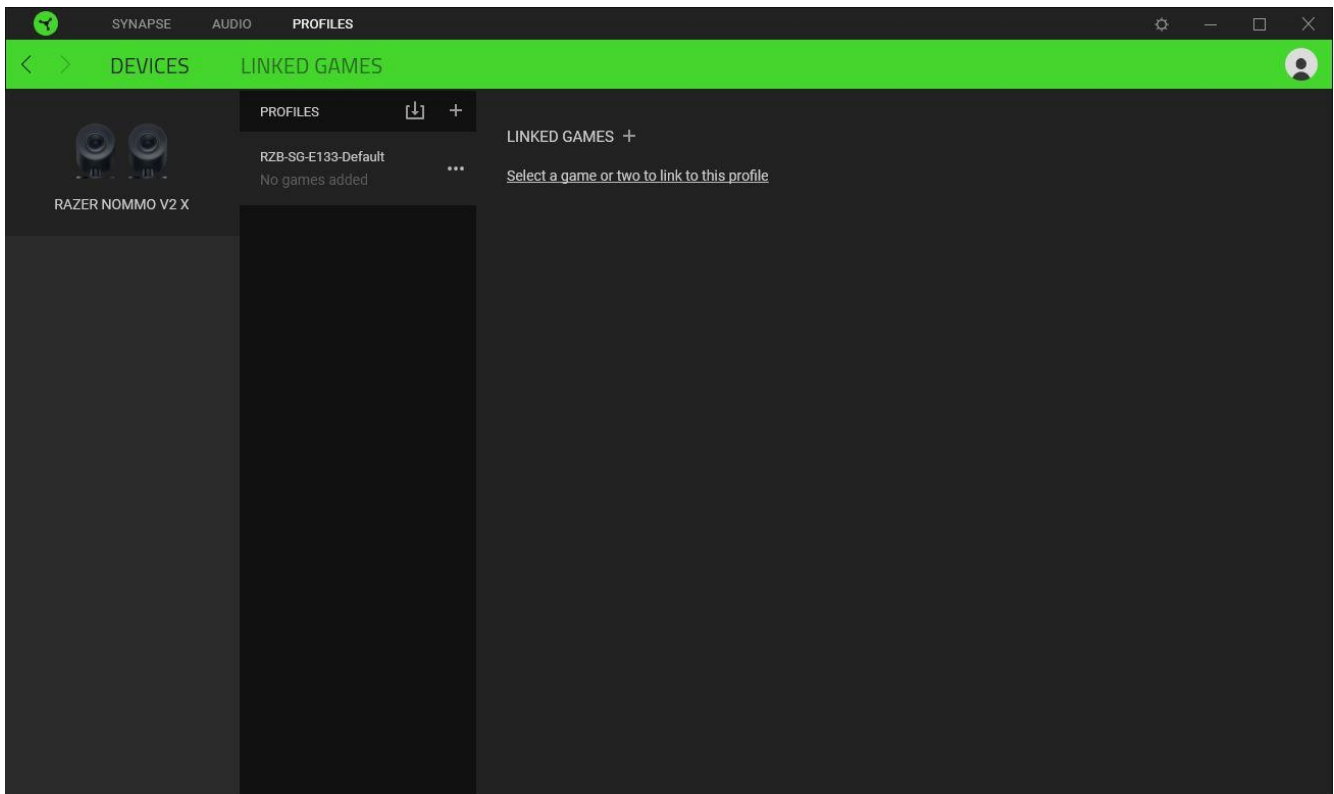 SYNAPSE AUDIO PROFILES
DEVICES LINKED GAMES
RAZER NOMMO V2 X
PROFILES
RZB-SG-E133-Default
No games added
LINKED GAMES
Select a game or two to link to this profile